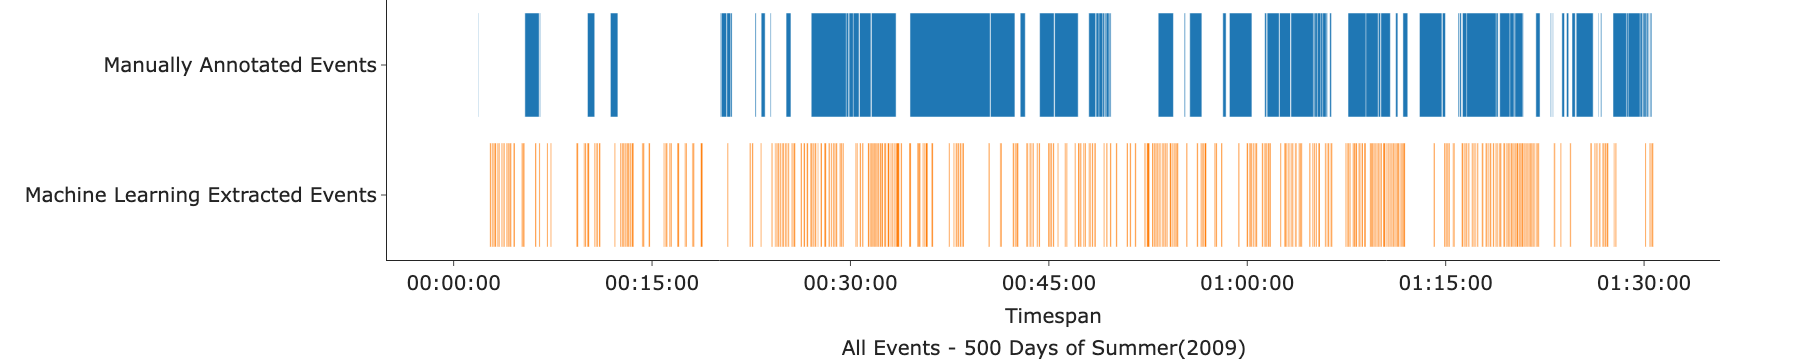 Manually Annotated Events
Machine Learning Extracted Events
00:00:00 00:15:00 00:30:00 00:45:00 01:00:00 01:15:00 01:30:00
Timespan
All Events - 500 Days of Summer(2009)